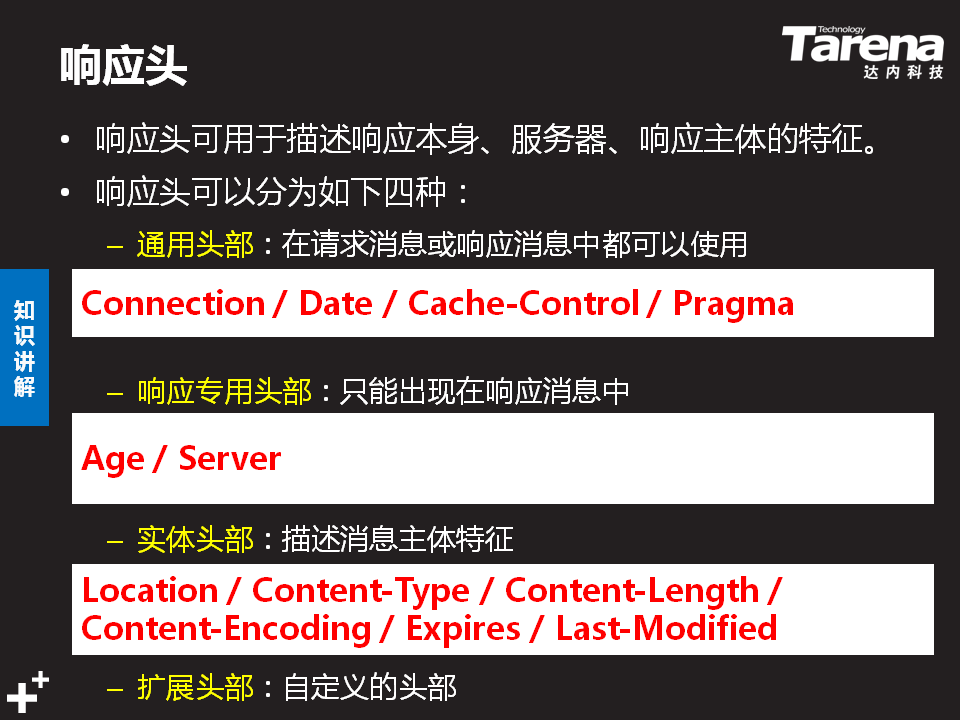 响应头
Technology
Tarena
达内科技
• 响应头可用于描述响应本身、服务器、响应主体的特征。
• 响应头可以分为如下四种：
– 通用头部：在请求消息或响应消息中都可以使用
Connection / Date / Cache-Control / Pragma
知识讲解
– 响应专用头部：只能出现在响应消息中
Age / Server
– 实体头部：描述消息主体特征
Location / Content-Type / Content-Length /
Content-Encoding / Expires / Last-Modified
– 扩展头部：自定义的头部